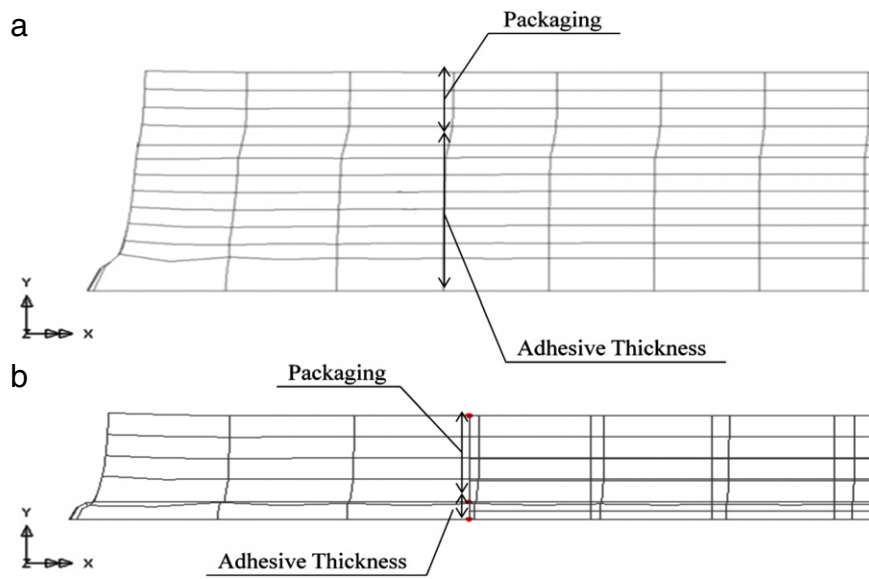 a
Packaging
Y
Z
X
Adhesive Thickness
b
Packaging
Y
Z
X
Adhesive Thickness